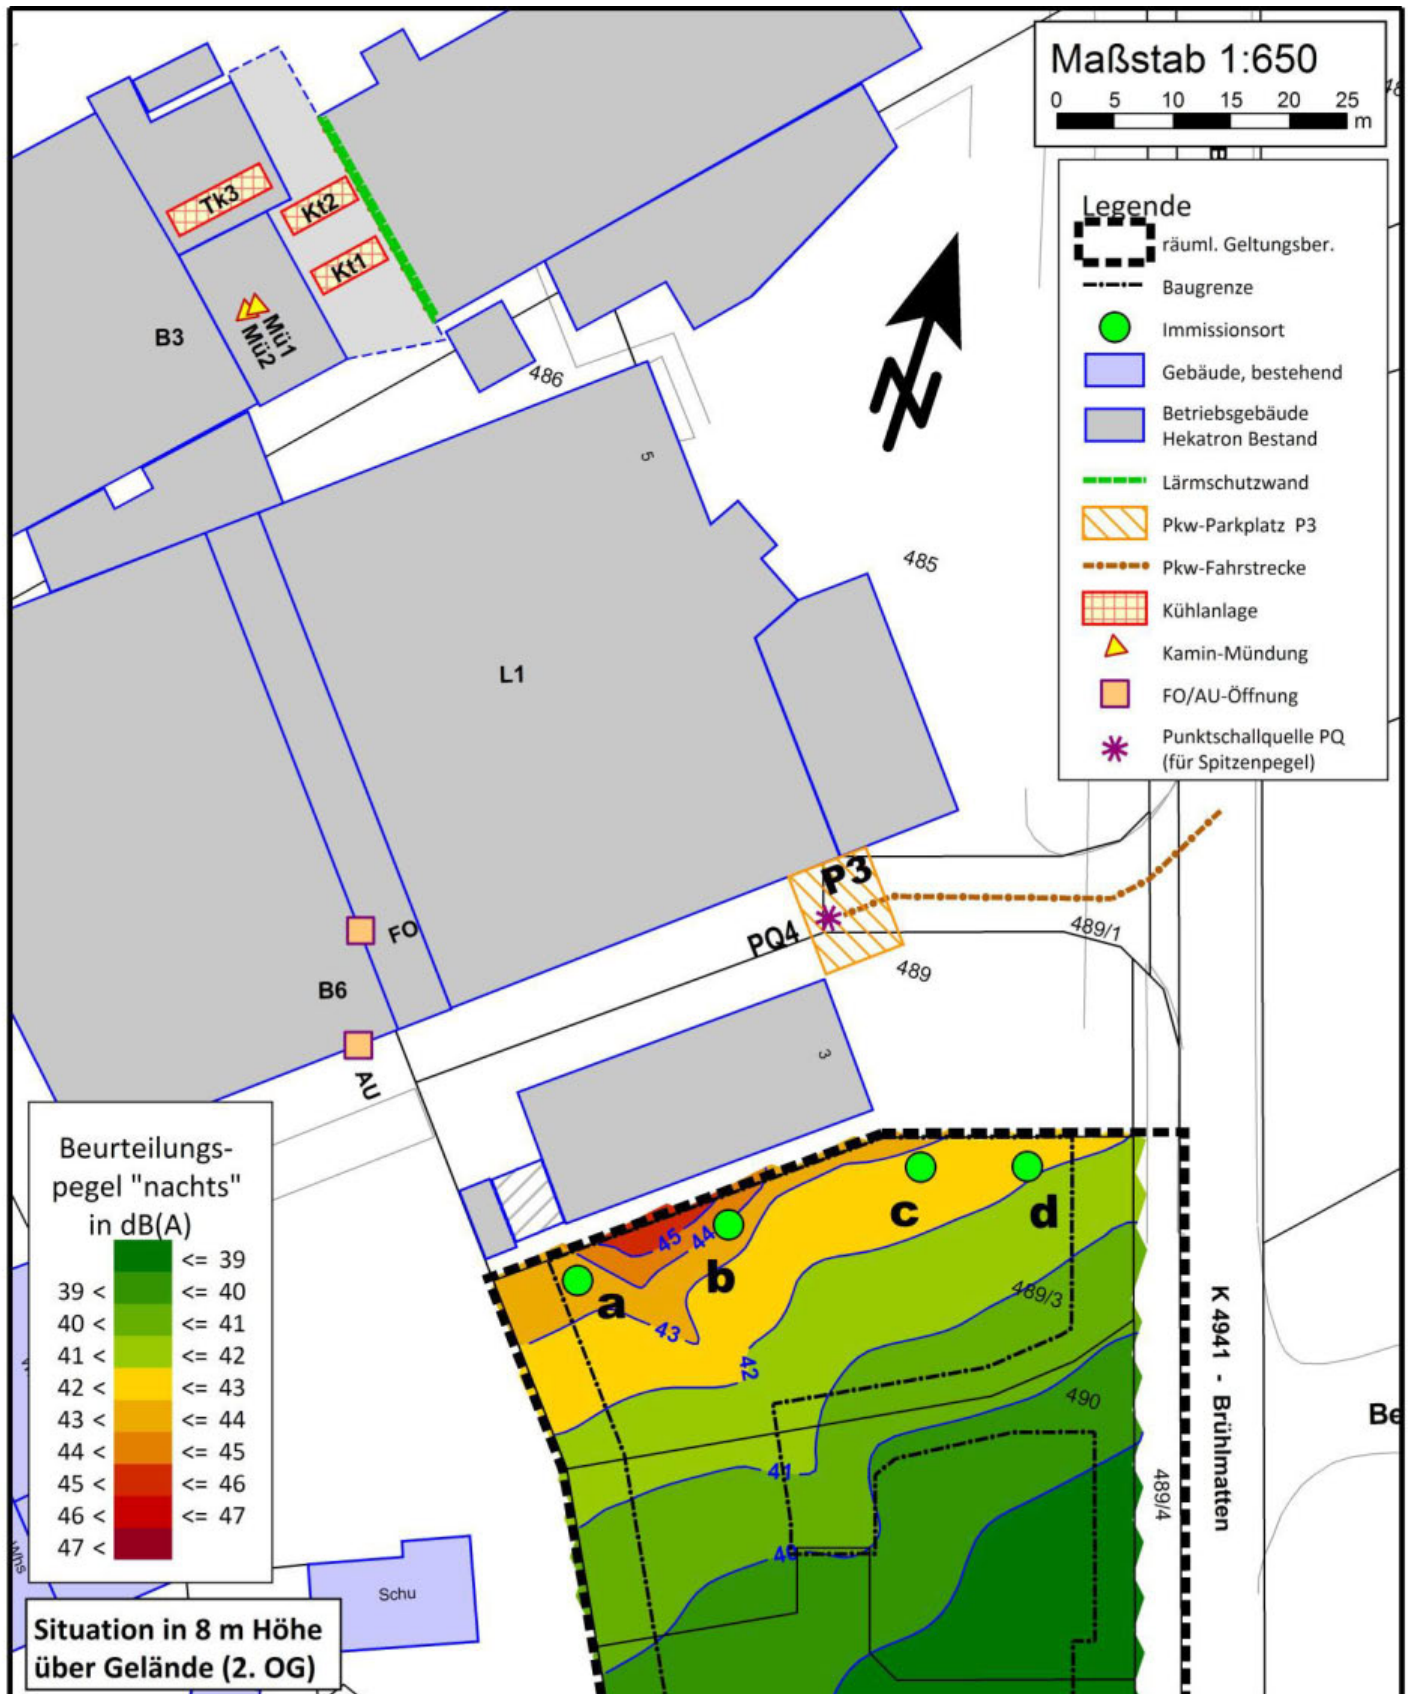 Maßstab 1:650
0 5 10 15 20 25
m
Legende
räuml. Geltungsber.
Baugrenze
Immissionsort
Gebäude, bestehend
Betriebsgebäude
Hekatron Bestand
Lärmschutzwand
Pkw-Parkplatz P3
Pkw-Fahrstrecke
Kühlanlage
Kamin-Mündung
FO/AU-Öffnung
Punktschallquelle PQ
(für Spitzenpegel)
Tk3
Kt2
Kt1
Mü1
Mü2
B3
486
5
485
L1
P3
PQ4
489/1
489
FO
B6
AU
3
45
44
43
42
41
40
a
b
c
d
489/3
490
489/4
K 4941 - Brühlmatten
Be
Beurteilungs-
pegel "nachts"
in dB(A)
<= 39
39 < <= 40
40 < <= 41
41 < <= 42
42 < <= 43
43 < <= 44
44 < <= 45
45 < <= 46
46 < <= 47
47 <
Whs
Schu
Situation in 8 m Höhe
über Gelände (2. OG)